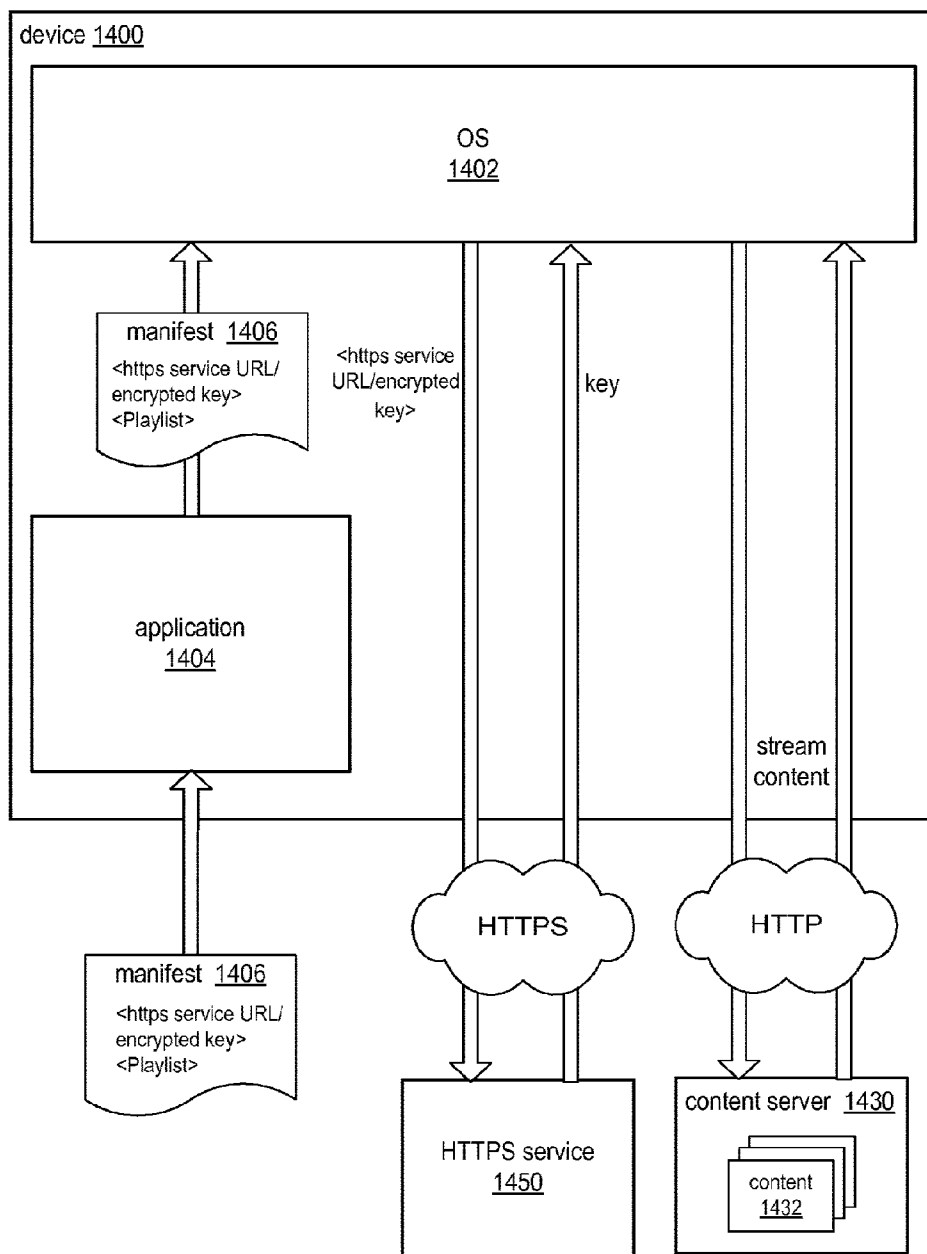 device 1400
OS
1402
manifest 1406
<https service URL/
encrypted key>
<Playlist>
<https service
URL/encrypted
key>
key
application
1404
stream
content
HTTPS
HTTP
manifest 1406
<https service URL/
encrypted key>
<Playlist>
HTTPS service
1450
content server 1430
content
1432